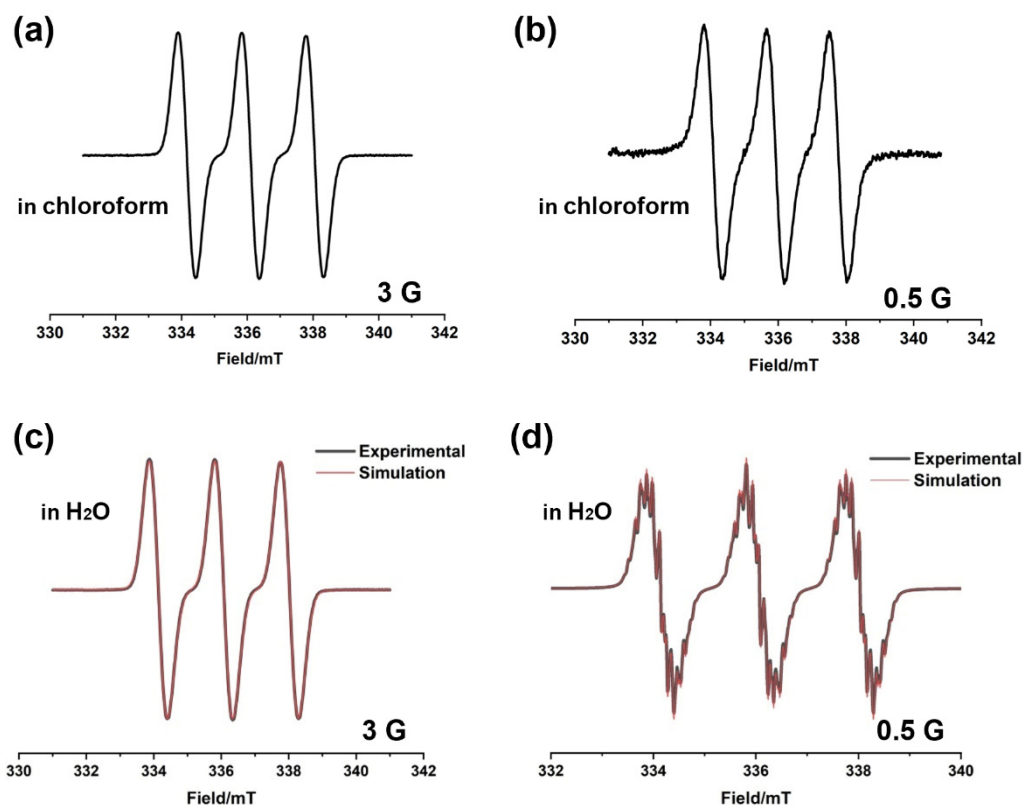 (a)
in chloroform
3 G
330 332 334 336 338 340 342
Field/mT
(b)
in chloroform
0.5 G
330 332 334 336 338 340 342
Field/mT
(c)
Experimental
Simulation
in H₂O
3 G
330 332 334 336 338 340 342
Field/mT
(d)
Experimental
Simulation
in H₂O
0.5 G
332 334 336 338 340
Field/mT